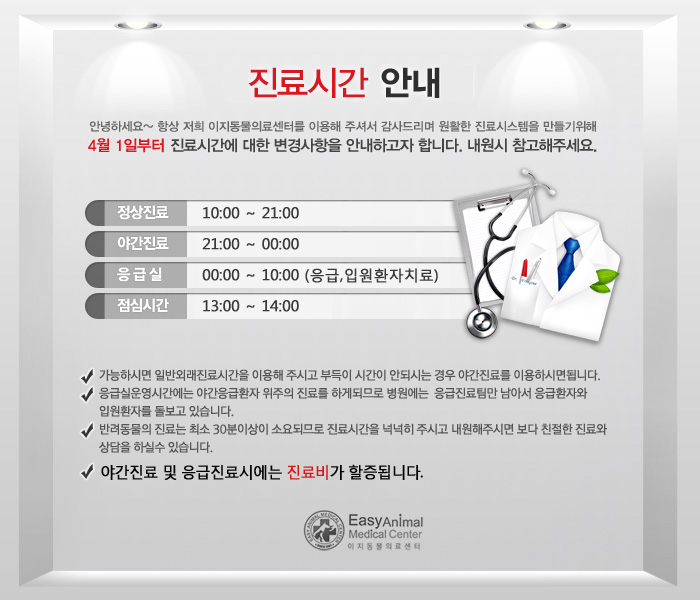 진료시간 안내
안녕하세요~ 항상 저희 이지동물의료센터를 이용해 주셔서 감사드리며 원활한 진료시스템을 만들기위해
4월 1일부터 진료시간에 대한 변경사항을 안내하고자 합니다. 내원시 참고해주세요.
정상진료 10:00 ~ 21:00
야간진료 21:00 ~ 00:00
응급실 00:00 ~ 10:00 (응급,입원환자치료)
점심시간 13:00 ~ 14:00
가능하시면 일반외래진료시간을 이용해 주시고 부득이 시간이 안되시는 경우 야간진료를 이용하시면됩니다.
응급실운영시간에는 야간응급환자 위주의 진료를 하게되므로 병원에는 응급진료팀만 남아서 응급환자와
입원환자를 돌보고 있습니다.
반려동물의 진료는 최소 30분이상이 소요되므로 진료시간을 넉넉히 주시고 내원해주시면 보다 친절한 진료와
상담을 하실수 있습니다.
야간진료 및 응급진료시에는 진료비가 할증됩니다.
EASY ANIMAL MEDICAL CENTER
EasyAnimal
Medical Center
이지동물의료센터